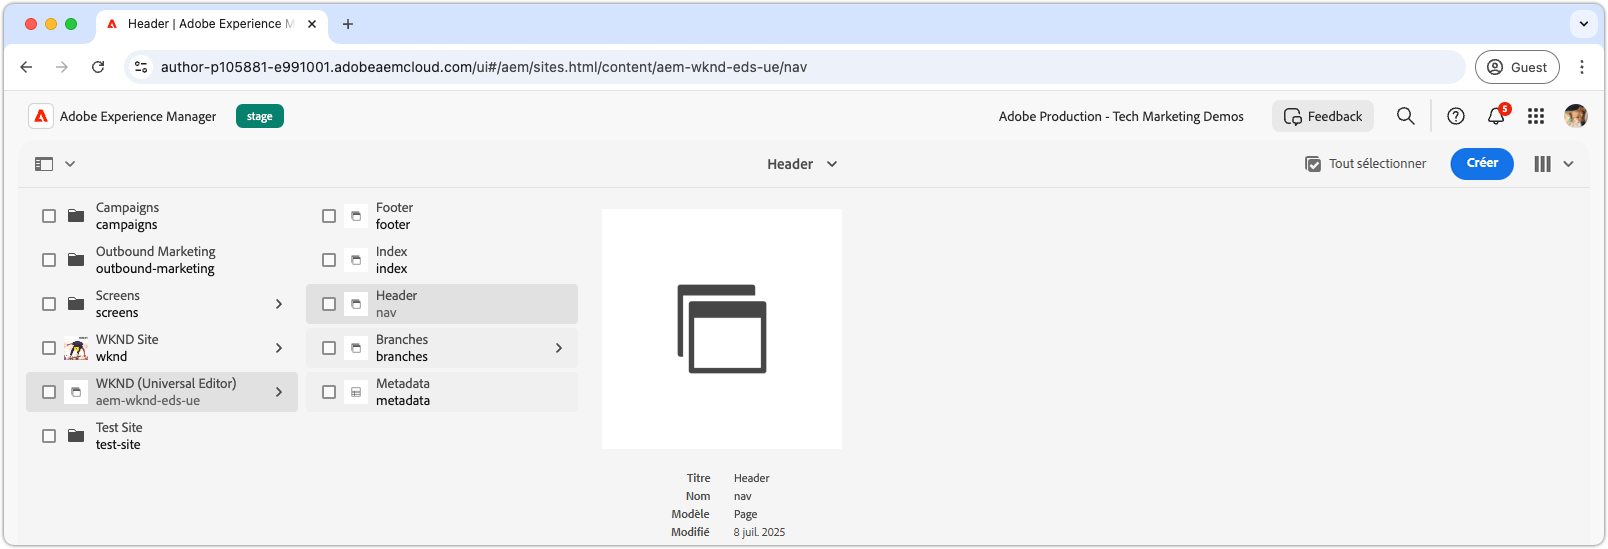 Header | Adobe Experience M
author-p105881-e991001.adobeaemcloud.com/ui#/aem/sites.html/content/aem-wknd-eds-ue/nav
Guest
Adobe Experience Manager
stage
Adobe Production - Tech Marketing Demos
Feedback
5
Header
Tout sélectionner
Créer
Campaigns
campaigns
Outbound Marketing
outbound-marketing
Screens
screens
WKND Site
wknd
WKND (Universal Editor)
aem-wknd-eds-ue
Test Site
test-site
Footer
footer
Index
index
Header
nav
Branches
branches
Metadata
metadata
Titre Header
Nom nav
Modèle Page
Modifié 8 juil. 2025